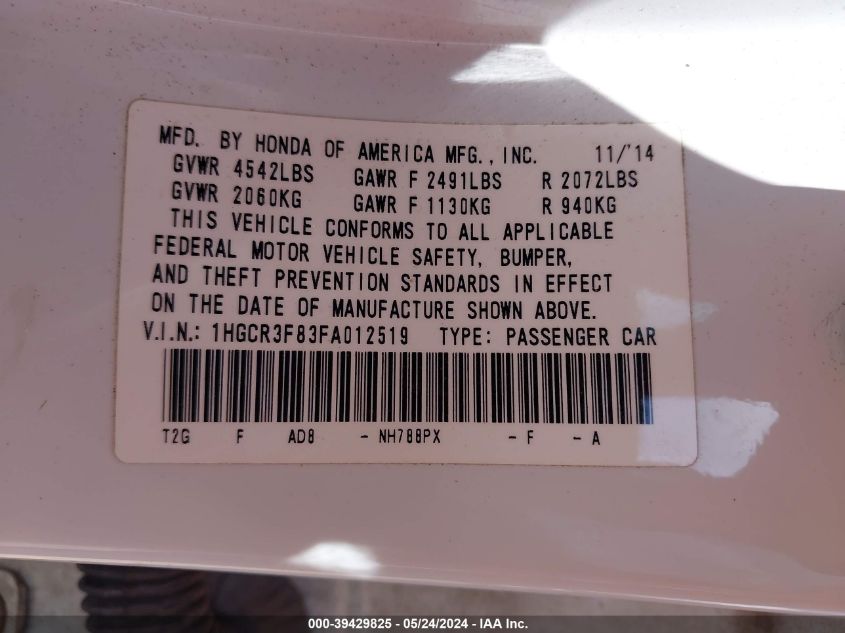 MFD. BY HONDA OF AMERICA MFG., INC. 11/'14
GVWR 4542LBS GAWR F 2491LBS R 2072LBS
GVWR 2060KG GAWR F 1130KG R 940KG
THIS VEHICLE CONFORMS TO ALL APPLICABLE
FEDERAL MOTOR VEHICLE SAFETY, BUMPER,
AND THEFT PREVENTION STANDARDS IN EFFECT
ON THE DATE OF MANUFACTURE SHOWN ABOVE.
V.I.N.: 1HGCR3F83FA012519 TYPE: PASSENGER CAR
T2G F AD8 - NH788PX - F - A
000-39429825 - 05/24/2024 - IAA Inc.